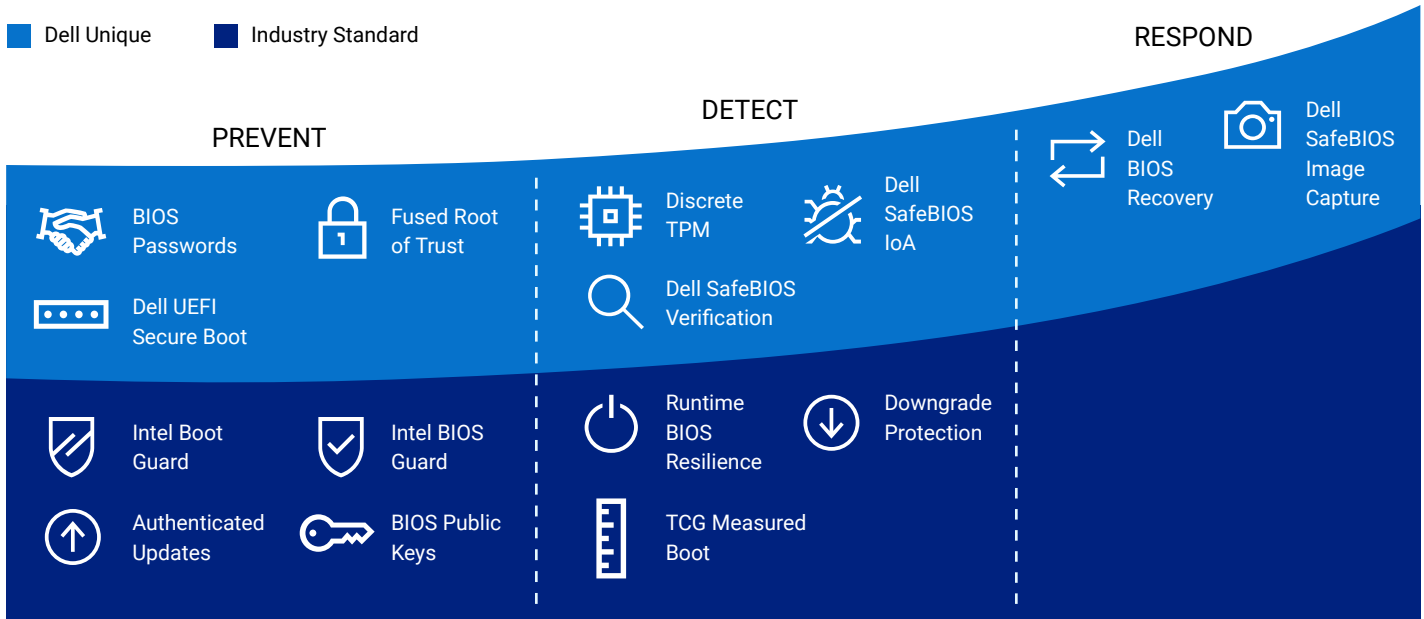 Dell Unique
Industry Standard
RESPOND
DETECT
PREVENT
BIOS
Passwords
Fused Root
of Trust
Dell UEFI
Secure Boot
Intel Boot
Guard
Intel BIOS
Guard
Authenticated
Updates
BIOS Public
Keys
Discrete
TPM
Dell
SafeBIOS
IoA
Dell SafeBIOS
Verification
Runtime
BIOS
Resilience
Downgrade
Protection
TCG Measured
Boot
Dell
BIOS
Recovery
Dell
SafeBIOS
Image
Capture